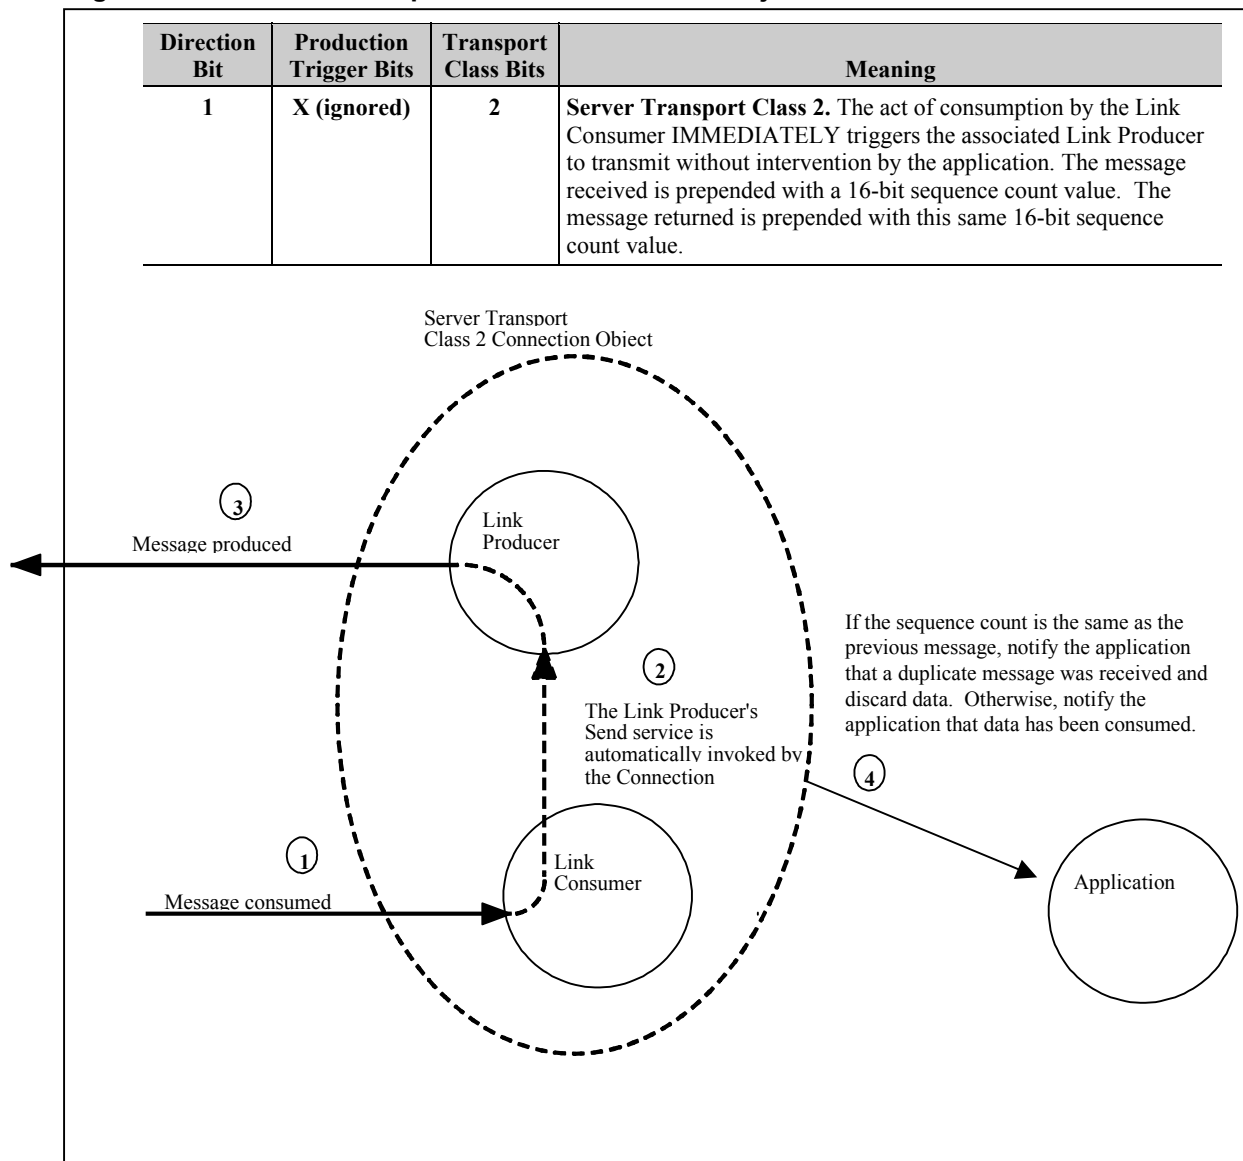 Direction Bit
Production Trigger Bits
Transport Class Bits
Meaning
1
X (ignored)
2
Server Transport Class 2. The act of consumption by the Link
Consumer IMMEDIATELY triggers the associated Link Producer
to transmit without intervention by the application. The message
received is prepended with a 16-bit sequence count value. The
message returned is prepended with this same 16-bit sequence
count value.
Server Transport
Class 2 Connection Object
3
Message produced
Link
Producer
If the sequence count is the same as the
previous message, notify the application
that a duplicate message was received and
discard data. Otherwise, notify the
application that data has been consumed.
2
The Link Producer's
Send service is
automatically invoked by
the Connection
4
1
Message consumed
Link
Consumer
Application